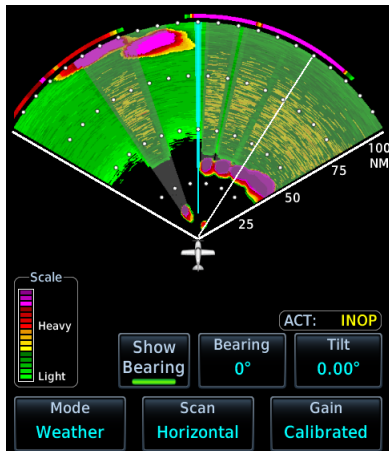 100
NM
75
50
25
Scale
Heavy
Light
ACT: INOP
Show
Bearing
Bearing
0°
Tilt
0.00°
Mode
Weather
Scan
Horizontal
Gain
Calibrated